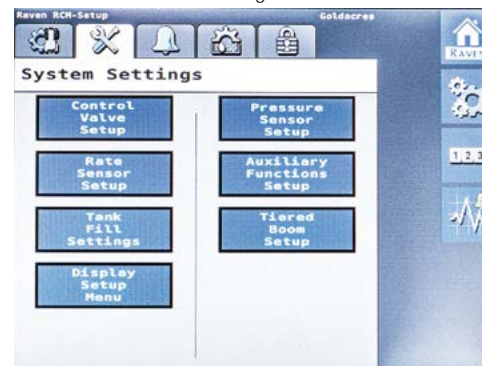 Raven RCM-Setup
Goldacres
System Settings
Control
Valve
Setup
Pressure
Sensor
Setup
Rate
Sensor
Setup
Auxiliary
Functions
Setup
Tank
Fill
Settings
Tiared
Boom
Setup
Display
Setup
Menu
RAVEN
1,2,3